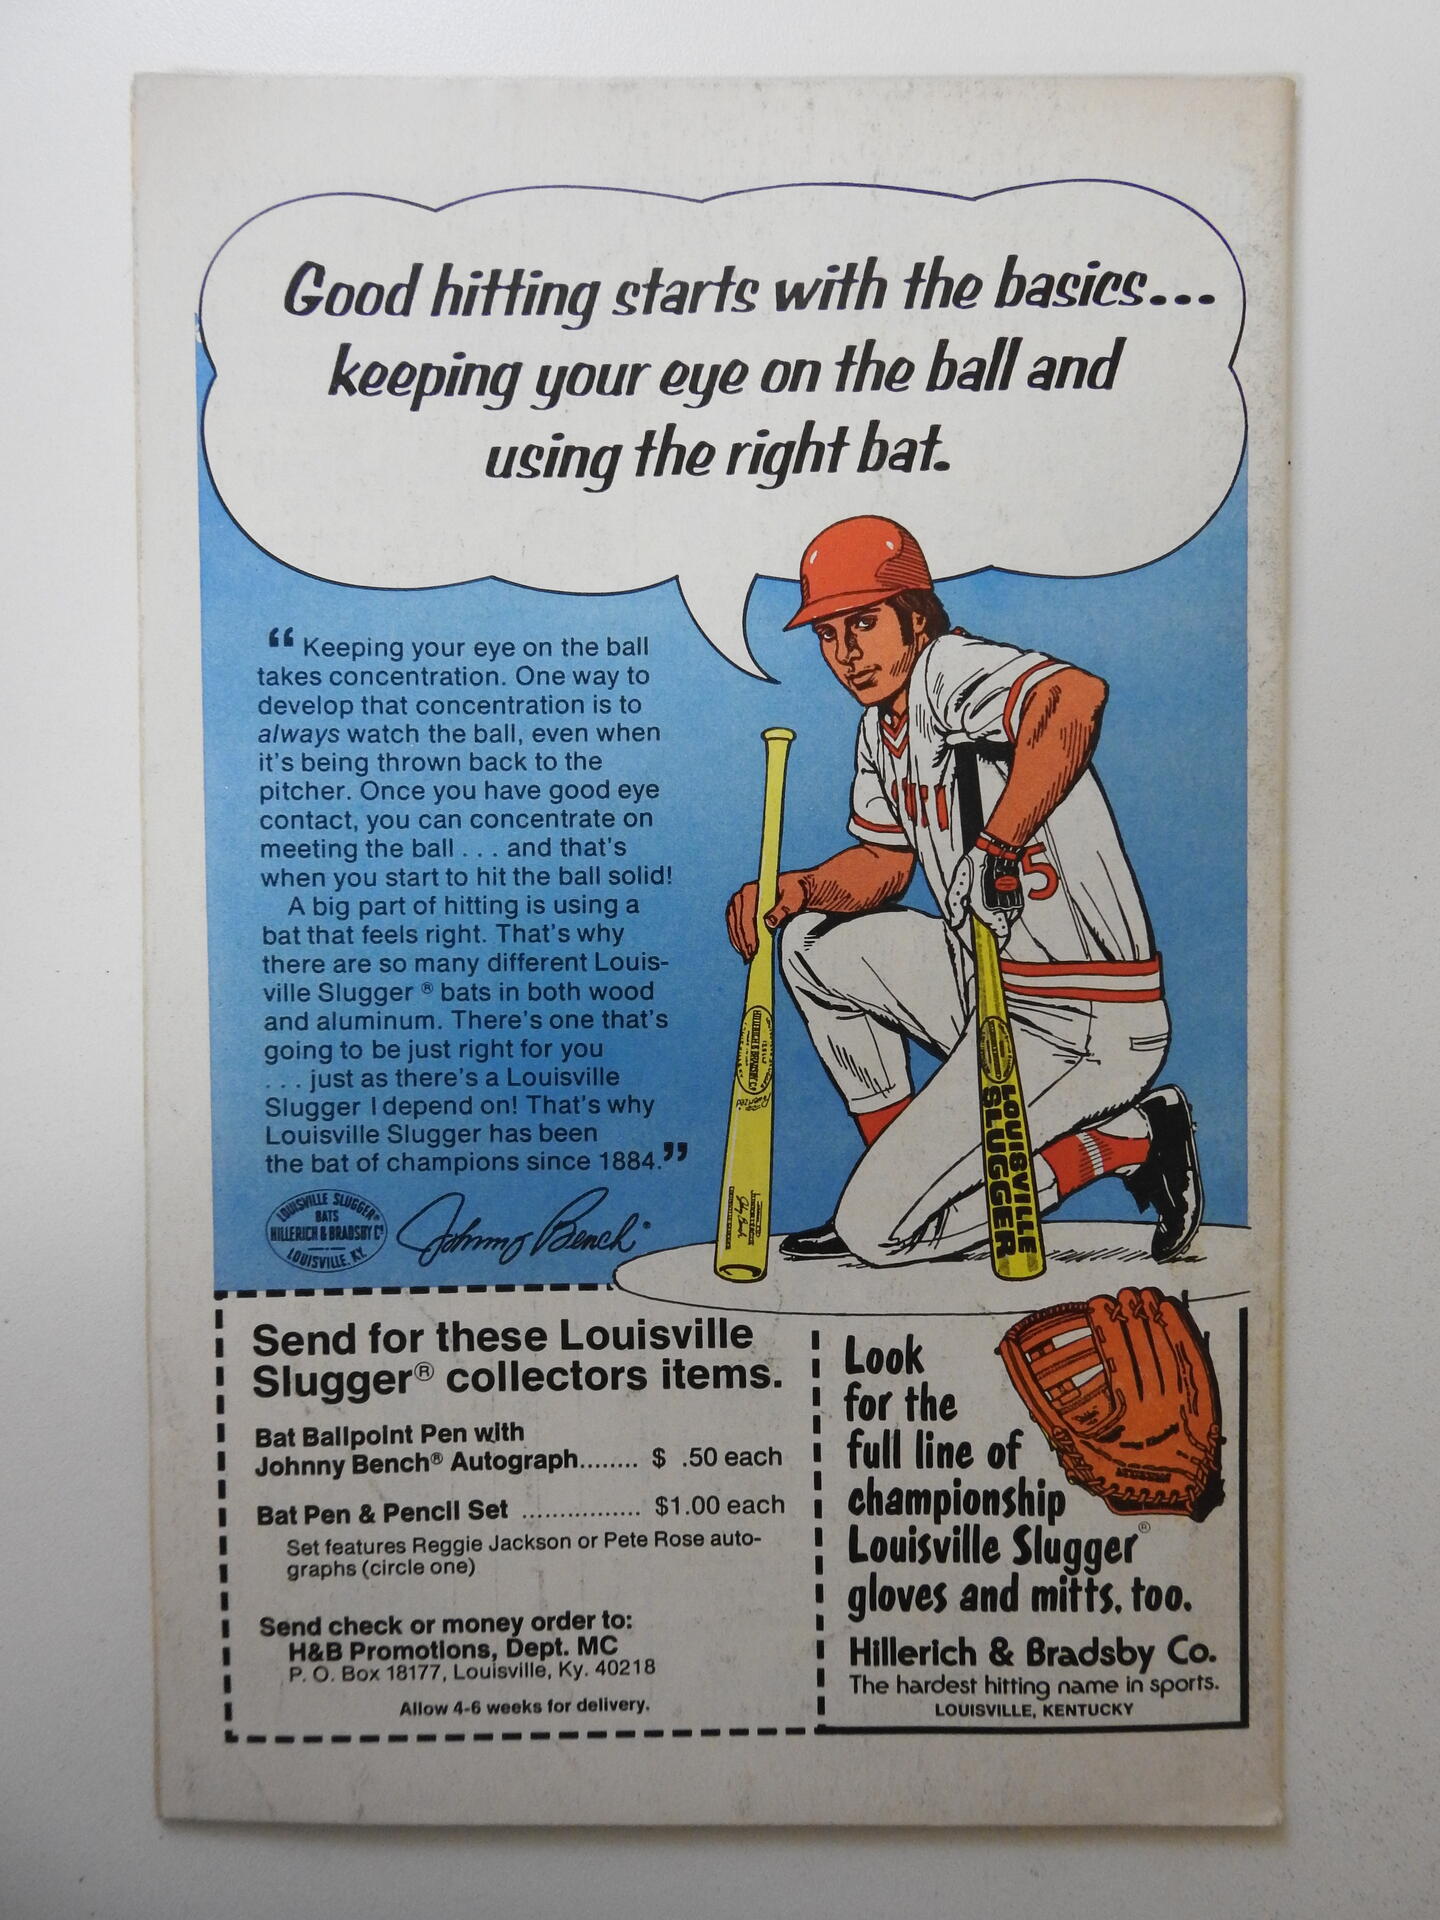 Good hitting starts with the basics...
keeping your eye on the ball and
using the right bat.
“ Keeping your eye on the ball
takes concentration. One way to
develop that concentration is to
always watch the ball, even when
it's being thrown back to the
pitcher. Once you have good eye
contact, you can concentrate on
meeting the ball . . . and that's
when you start to hit the ball solid!
A big part of hitting is using a
bat that feels right. That's why
there are so many different Louis-
ville Slugger ® bats in both wood
and aluminum. There's one that's
going to be just right for you
. . . just as there's a Louisville
Slugger I depend on! That's why
Louisville Slugger has been
the bat of champions since 1884.”
LOUISVILLE SLUGGER®
BATS
HILLERICH & BRADSBY Cº
LOUISVILLE, KY.
Johnny Bench®
5
HILLERICH & BRADSBY Cº
LOUISVILLE
SLUGGER
Send for these Louisville
Slugger® collectors items.
Bat Ballpoint Pen with
Johnny Bench® Autograph........ $ .50 each
Bat Pen & Pencil Set ................. $1.00 each
Set features Reggie Jackson or Pete Rose auto-
graphs (circle one)
Send check or money order to:
H&B Promotions, Dept. MC
P. O. Box 18177, Louisville, Ky. 40218
Allow 4-6 weeks for delivery.
Look
for the
full line of
championship
Louisville Slugger®
gloves and mitts, too.
Hillerich & Bradsby Co.
The hardest hitting name in sports.
LOUISVILLE, KENTUCKY